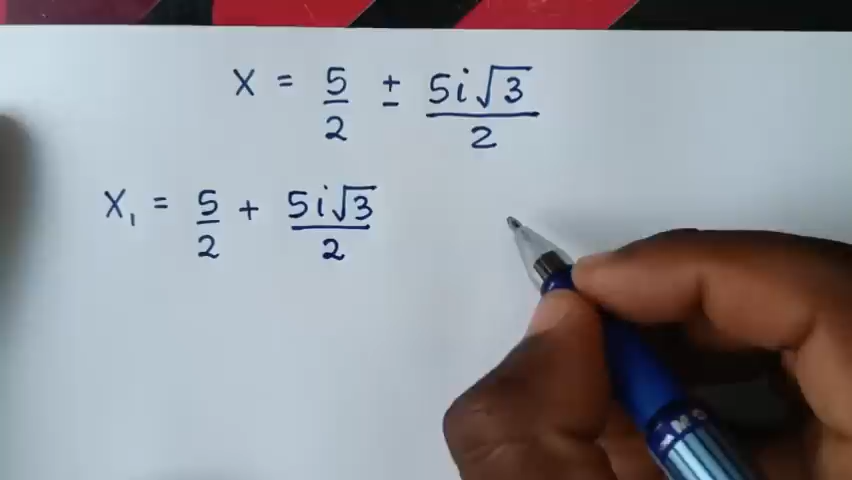 X = 5/2 ± 5i√3/2
X₁ = 5/2 + 5i√3/2